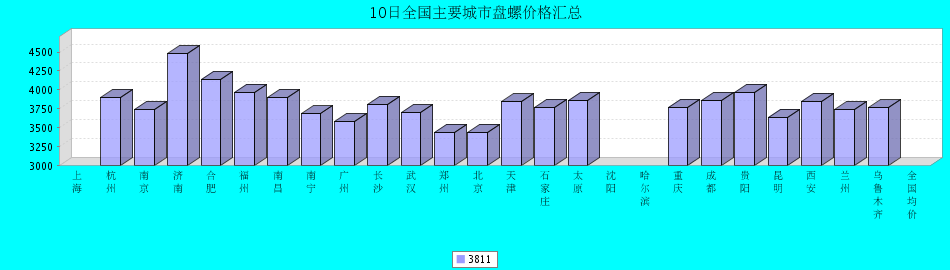 10日全国主要城市盘螺价格汇总
4500
4250
4000
3750
3500
3250
3000
上海
杭州
南京
济南
合肥
福州
南昌
南宁
广州
长沙
武汉
郑州
北京
天津
石家庄
太原
沈阳
哈尔滨
重庆
成都
贵阳
昆明
西安
兰州
乌鲁木齐
全国均价
3811